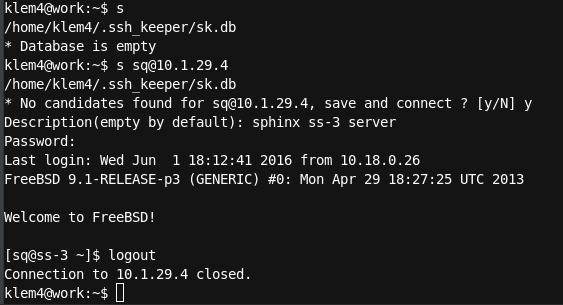 klem4@work:~$ s
/home/klem4/.ssh_keeper/sk.db
* Database is empty
klem4@work:~$ s sq@10.1.29.4
/home/klem4/.ssh_keeper/sk.db
* No candidates found for sq@10.1.29.4, save and connect ? [y/N] y
Description(empty by default): sphinx ss-3 server
Password:
Last login: Wed Jun  1 18:12:41 2016 from 10.18.0.26
FreeBSD 9.1-RELEASE-p3 (GENERIC) #0: Mon Apr 29 18:27:25 UTC 2013
Welcome to FreeBSD!
[sq@ss-3 ~]$ logout
Connection to 10.1.29.4 closed.
klem4@work:~$